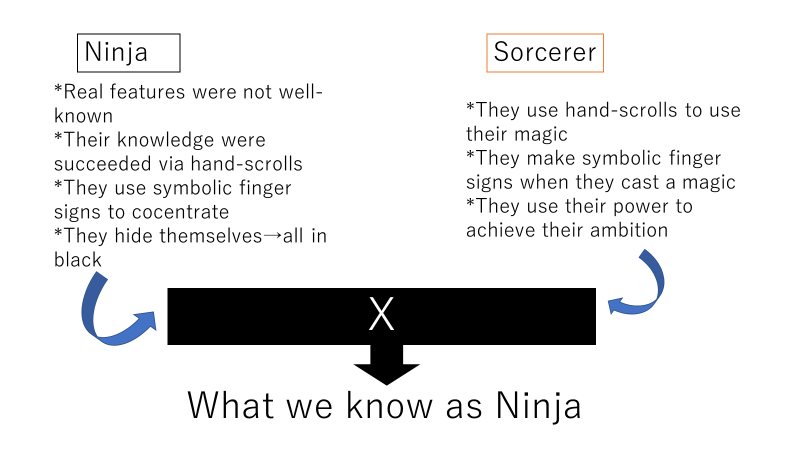 Ninja
*Real features were not well-
known
*Their knowledge were
succeeded via hand-scrolls
*They use symbolic finger
signs to cocentrate
*They hide themselves→all in
black
Sorcerer
*They use hand-scrolls to use
their magic
*They make symbolic finger
signs when they cast a magic
*They use their power to
achieve their ambition
X
What we know as Ninja